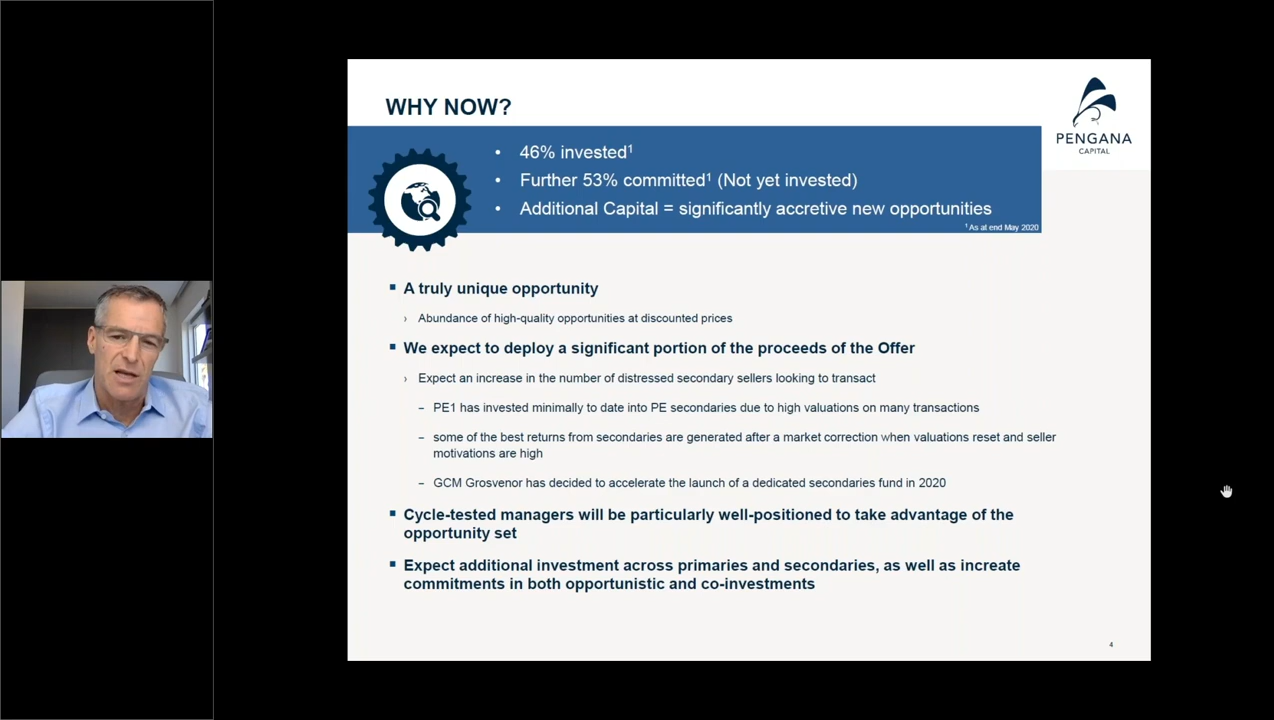 WHY NOW?
PENGANA
CAPITAL
• 46% invested¹
• Further 53% committed¹ (Not yet invested)
• Additional Capital = significantly accretive new opportunities
¹ As at end May 2020
▪ A truly unique opportunity
› Abundance of high-quality opportunities at discounted prices
▪ We expect to deploy a significant portion of the proceeds of the Offer
› Expect an increase in the number of distressed secondary sellers looking to transact
– PE1 has invested minimally to date into PE secondaries due to high valuations on many transactions
– some of the best returns from secondaries are generated after a market correction when valuations reset and seller
motivations are high
– GCM Grosvenor has decided to accelerate the launch of a dedicated secondaries fund in 2020
▪ Cycle-tested managers will be particularly well-positioned to take advantage of the
opportunity set
▪ Expect additional investment across primaries and secondaries, as well as increate
commitments in both opportunistic and co-investments
4